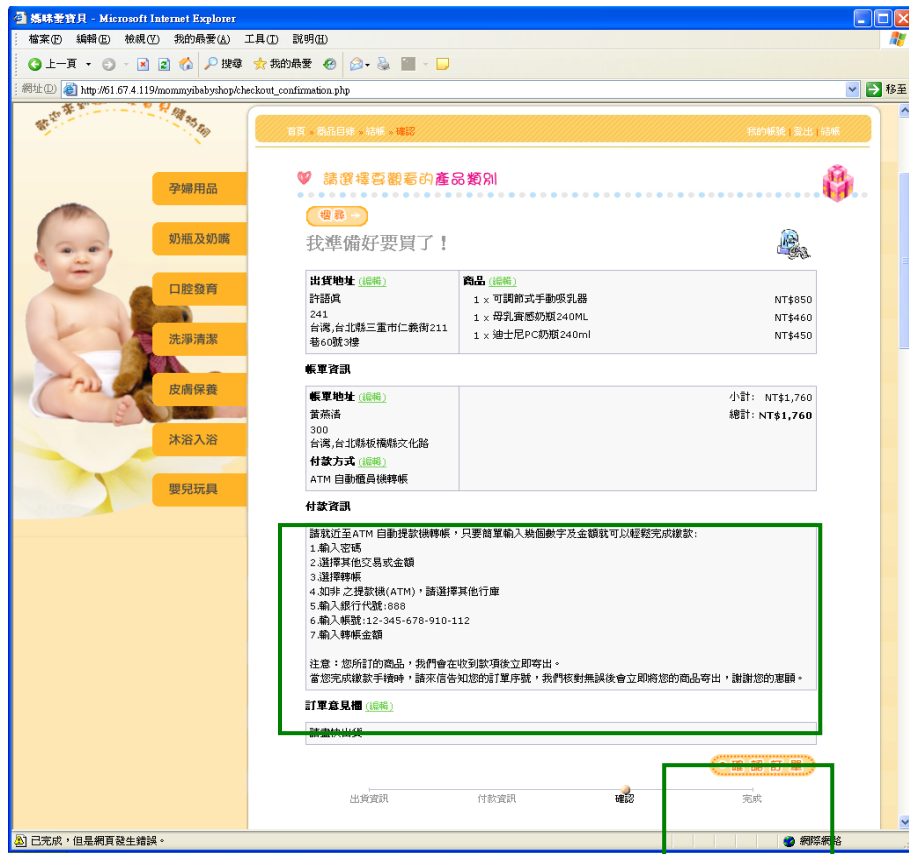 媽咪愛寶貝 - Microsoft Internet Explorer
檔案(F) 編輯(E) 檢視(V) 我的最愛(A) 工具(T) 說明(H)
上一頁 搜尋 我的最愛
網址(D) http://61.67.4.119/mommyibabyshop/checkout_confirmation.php 移至
首頁 » 商品目錄 » 結帳 » 確認 我的帳號 | 登出 | 結帳
請選擇喜觀看的產品類別
孕婦用品
搜尋
奶瓶及奶嘴
我準備好要買了！
口腔發育
洗淨清潔
皮膚保養
沐浴入浴
嬰兒玩具
出貨地址 (編輯)
許語真
241
台灣,台北縣三重市仁義街211
巷60號3樓
商品 (編輯)
1 x 可調節式手動吸乳器 NT$850
1 x 母乳實感奶瓶240ML NT$460
1 x 迪士尼PC奶瓶240ml NT$450
帳單資訊
帳單地址 (編輯)
300
台灣,台北縣板橋縣文化路
付款方式 (編輯)
ATM 自動櫃員機轉帳
小計: NT$1,760
總計: NT$1,760
付款資訊
請就近至ATM 自動提款機轉帳，只要簡單輸入幾個數字及金額就可以輕鬆完成繳款:
1.輸入密碼
2.選擇其他交易或金額
3.選擇轉帳
4.如非 之提款機(ATM)，請選擇其他行庫
5.輸入銀行代號:888
6.輸入帳號:12-345-678-910-112
7.輸入轉帳金額
注意：您所訂的商品，我們會在收到款項後立即寄出。
當您完成繳款手續時，請來信告知您的訂單序號，我們核對無誤後會立即將您的商品寄出，謝謝您的惠顧。
訂單意見欄 (編輯)
請盡快出貨
確認訂單
出貨資訊 付款資訊 確認 完成
已完成，但是網頁發生錯誤。 網際網路